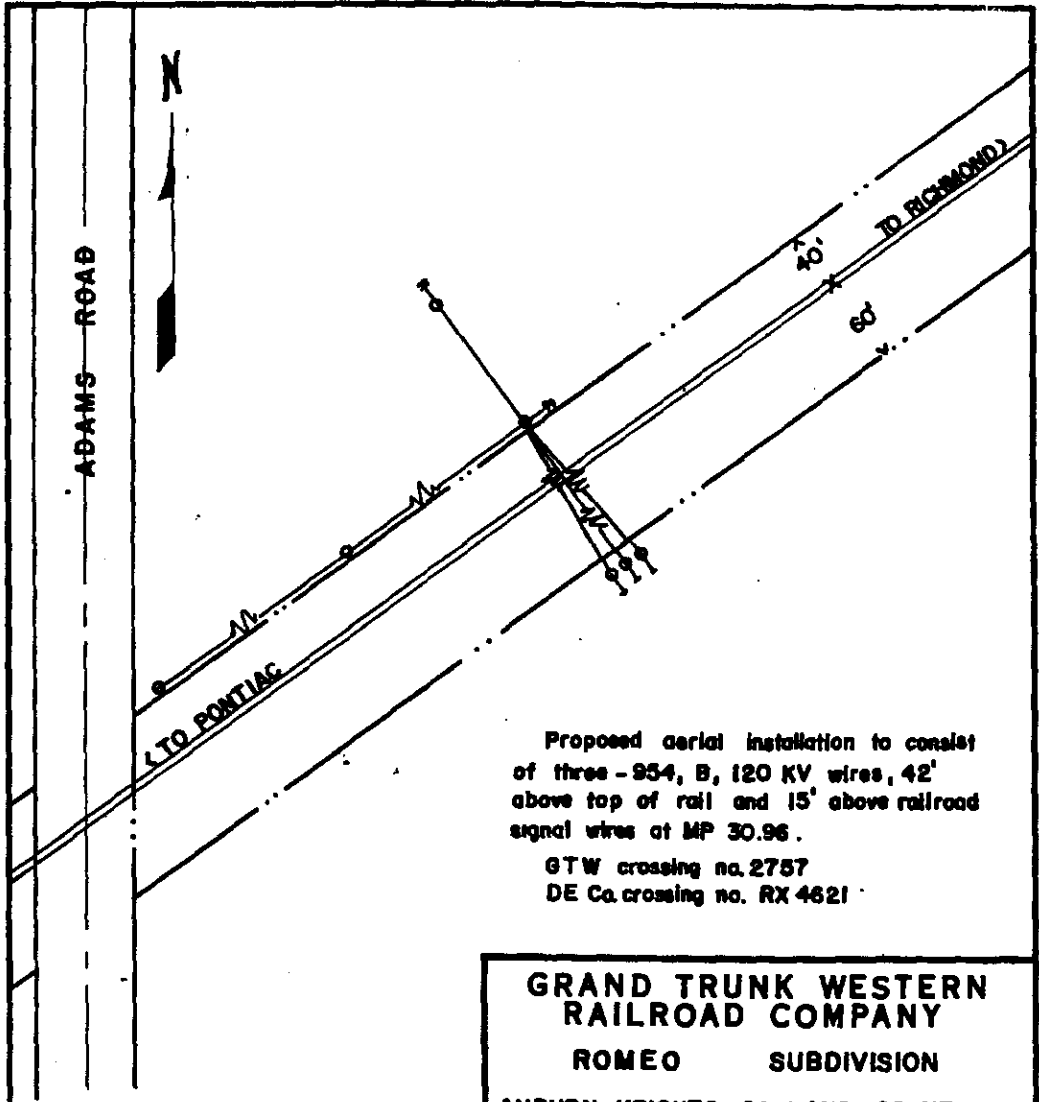 N
ADAMS ROAD
TO RICHMOND
40'
60'
TO PONTIAC
Proposed aerial installation to consist
of three - 954, B, 120 KV wires, 42'
above top of rail and 15' above railroad
signal wires at MP 30.96.
GTW crossing no. 2757
DE Co. crossing no. RX 4621
GRAND TRUNK WESTERN
RAILROAD COMPANY
ROMEO SUBDIVISION